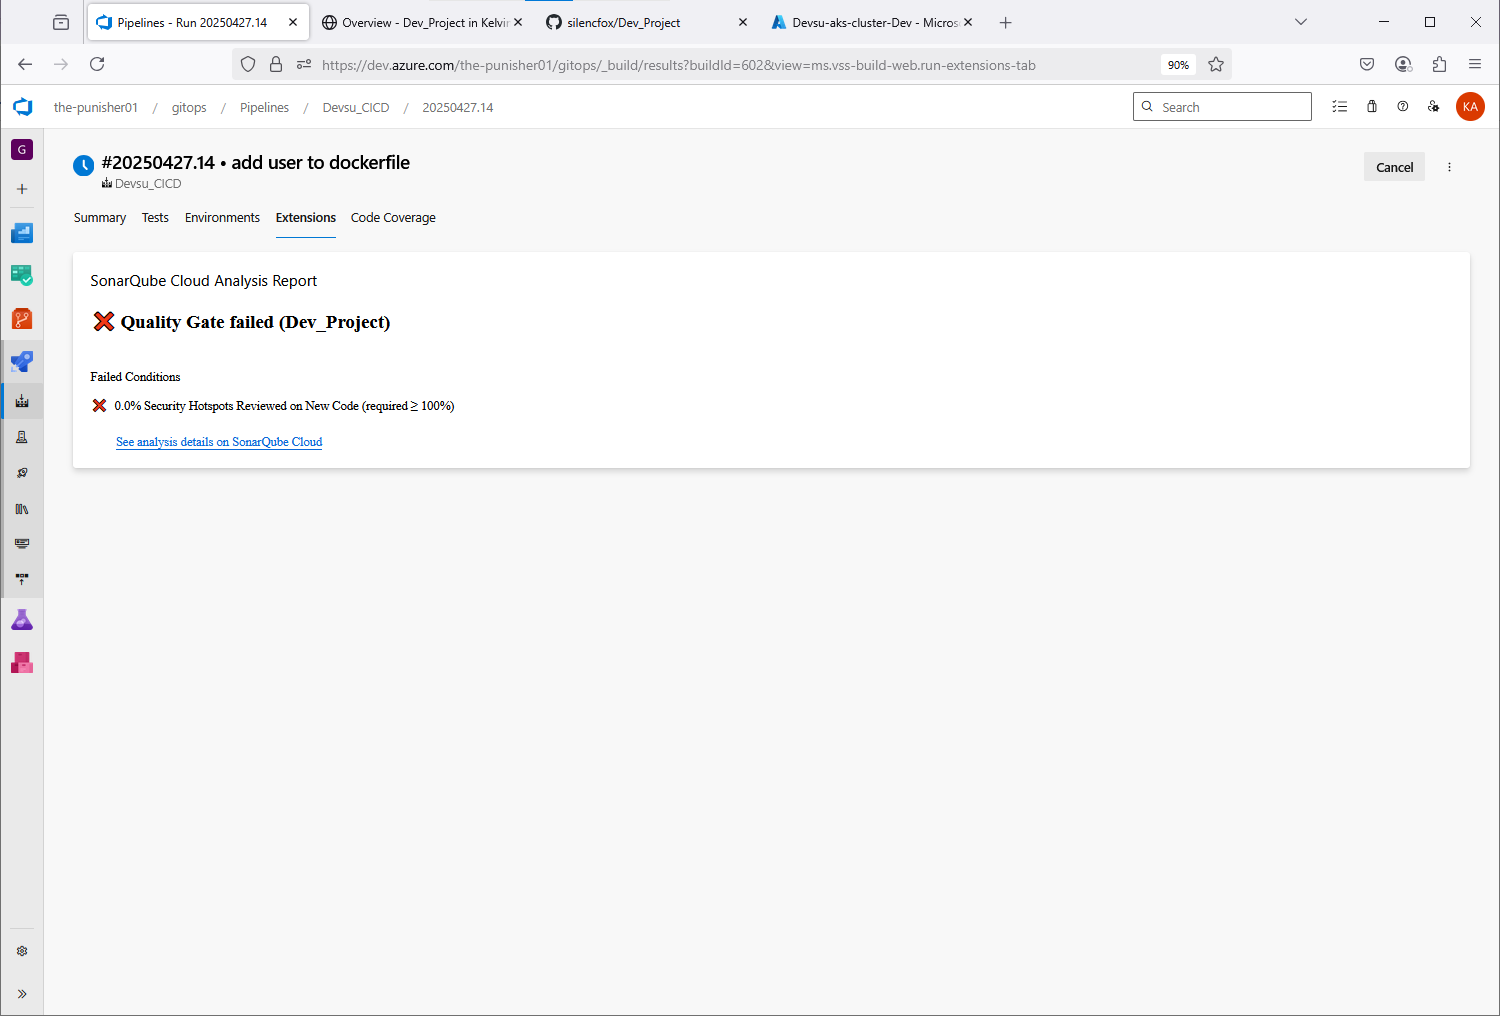 Pipelines - Run 20250427.14
Overview - Dev_Project in Kelvi
silencfox/Dev_Project
Devsu-aks-cluster-Dev - Micros
https://dev.azure.com/the-punisher01/gitops/_build/results?buildId=602&view=ms.vss-build-web.run-extensions-tab
90%
the-punisher01 / gitops / Pipelines / Devsu_CICD / 20250427.14
Search
KA
G
#20250427.14 • add user to dockerfile
Devsu_CICD
Cancel
Summary Tests Environments Extensions Code Coverage
SonarQube Cloud Analysis Report
Quality Gate failed (Dev_Project)
Failed Conditions
0.0% Security Hotspots Reviewed on New Code (required ≥ 100%)
See analysis details on SonarQube Cloud